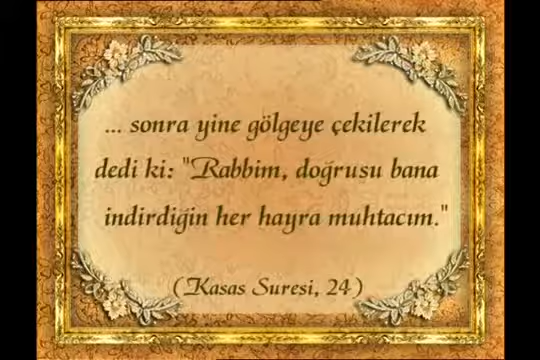 ... sonra yine gölgeye çekilerek
dedi ki: "Rabbim, doğrusu bana
indirdiğin her hayra muhtacım."
(Kasas Suresi, 24)